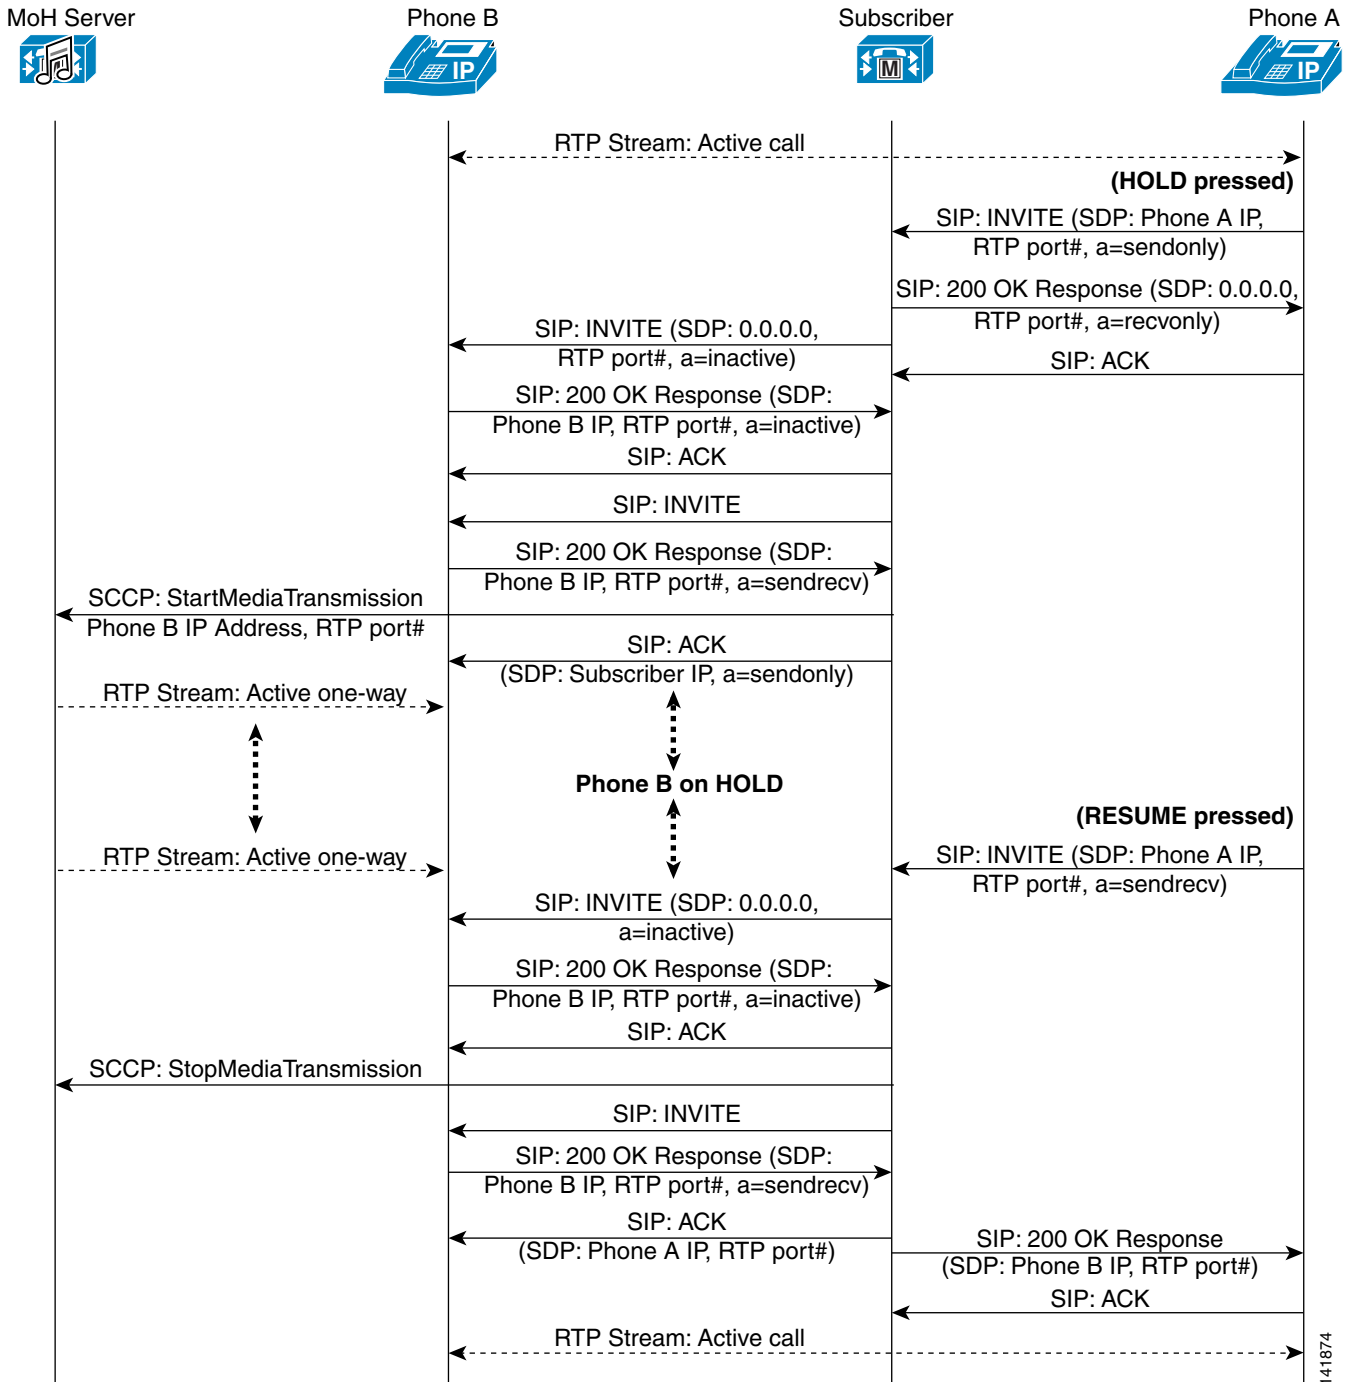 MoH Server
Phone B
Subscriber
Phone A
IP
M
IP
RTP Stream: Active call
(HOLD pressed)
SIP: INVITE (SDP: Phone A IP,
RTP port#, a=sendonly)
SIP: 200 OK Response (SDP: 0.0.0.0,
RTP port#, a=recvonly)
SIP: INVITE (SDP: 0.0.0.0,
RTP port#, a=inactive)
SIP: ACK
SIP: 200 OK Response (SDP:
Phone B IP, RTP port#, a=inactive)
SIP: ACK
SIP: INVITE
SIP: 200 OK Response (SDP:
Phone B IP, RTP port#, a=sendrecv)
SCCP: StartMediaTransmission
Phone B IP Address, RTP port#
SIP: ACK
(SDP: Subscriber IP, a=sendonly)
RTP Stream: Active one-way
Phone B on HOLD
(RESUME pressed)
RTP Stream: Active one-way
SIP: INVITE (SDP: Phone A IP,
RTP port#, a=sendrecv)
SIP: INVITE (SDP: 0.0.0.0,
a=inactive)
SIP: 200 OK Response (SDP:
Phone B IP, RTP port#, a=inactive)
SIP: ACK
SCCP: StopMediaTransmission
SIP: INVITE
SIP: 200 OK Response (SDP:
Phone B IP, RTP port#, a=sendrecv)
SIP: ACK
(SDP: Phone A IP, RTP port#)
SIP: 200 OK Response
(SDP: Phone B IP, RTP port#)
SIP: ACK
RTP Stream: Active call
141874